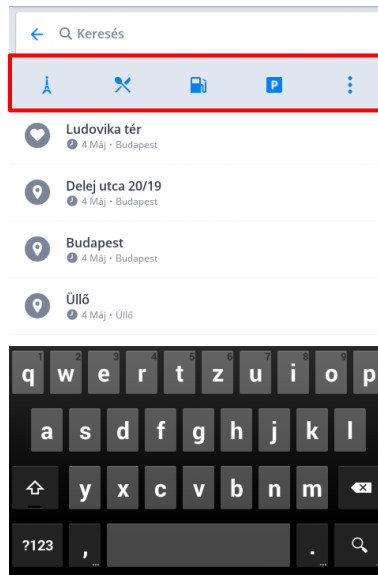 Keresés
P
Ludovika tér
4 Máj • Budapest
Delej utca 20/19
4 Máj • Budapest
Budapest
4 Máj • Budapest
Üllő
4 Máj • Üllő
1 2 3 4 5 6 7 8 9 0
q w e r t z u i o p
a s d f g h j k l
y x c v b n m
?123 , ... . ...